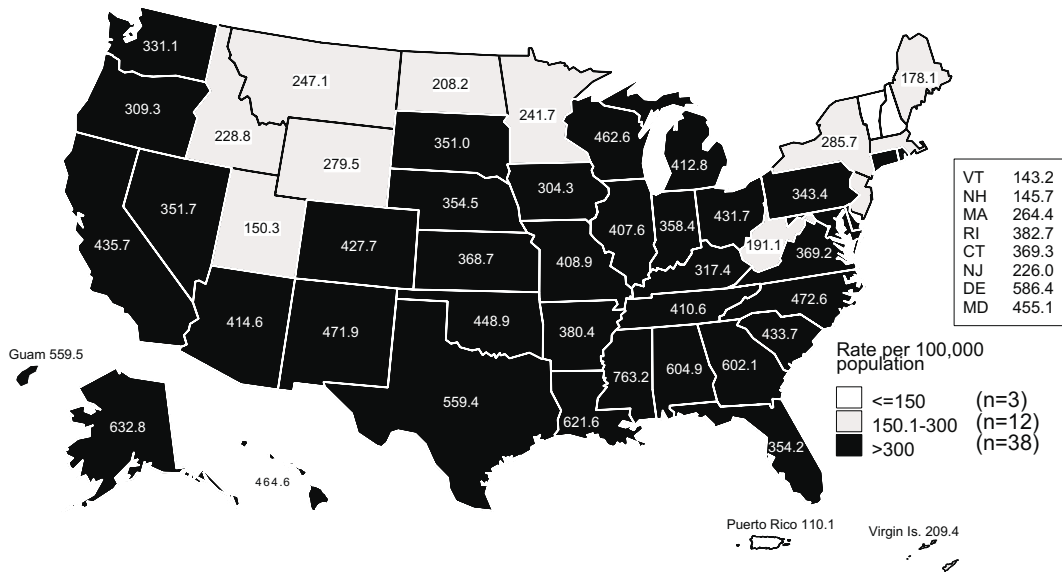 331.1
247.1
208.2
178.1
309.3
228.8
241.7
285.7
351.0
462.6
412.8
279.5
304.3
343.4
351.7
150.3
354.5
407.6
358.4
431.7
191.1
369.2
435.7
427.7
368.7
408.9
317.4
414.6
471.9
448.9
380.4
410.6
472.6
433.7
763.2
604.9
602.1
559.4
621.6
354.2
VT 143.2
NH 145.7
MA 264.4
RI 382.7
CT 369.3
NJ 226.0
DE 586.4
MD 455.1
Guam 559.5
632.8
464.6
Rate per 100,000
population
<=150 (n=3)
150.1-300 (n=12)
>300 (n=38)
Puerto Rico 110.1
Virgin Is. 209.4